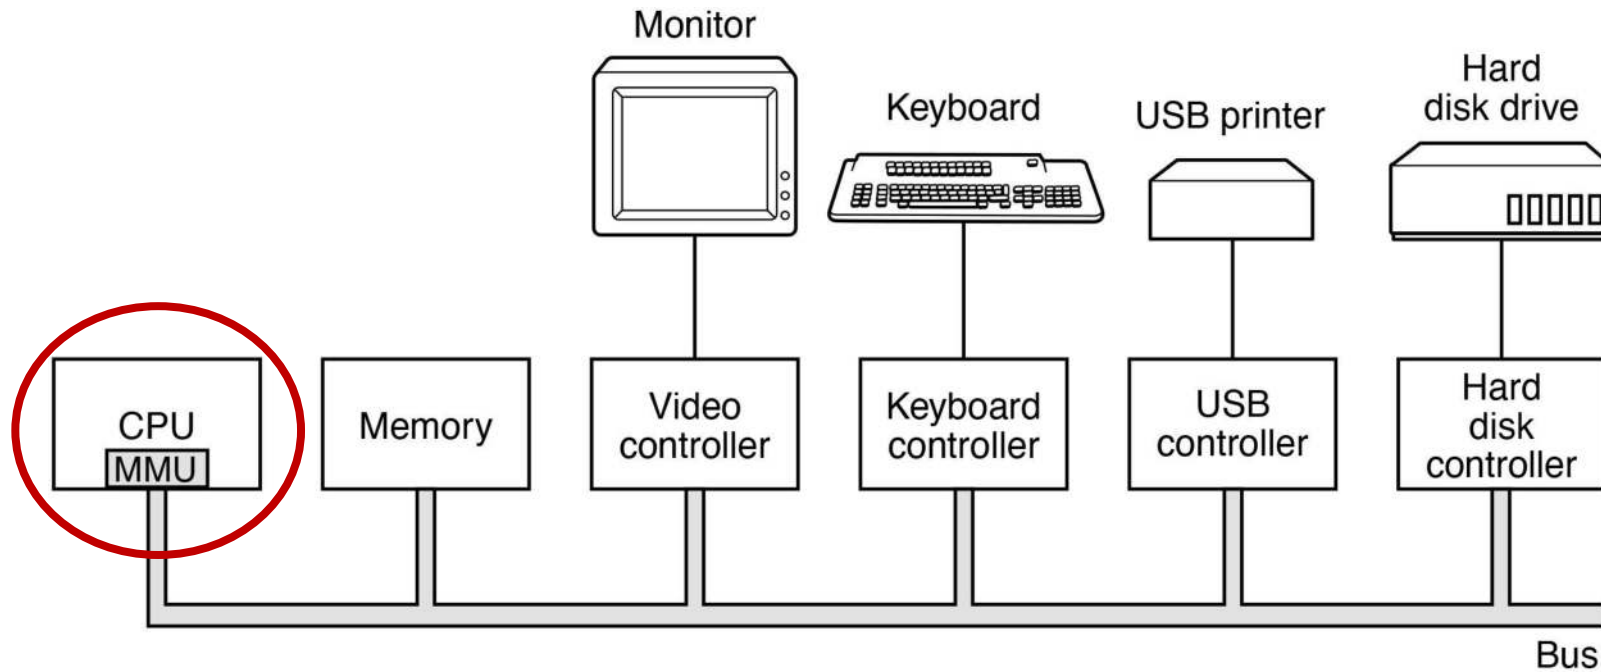 Monitor
Keyboard
USB printer
Hard
disk drive
CPU
MMU
Memory
Video
controller
Keyboard
controller
USB
controller
Hard
disk
controller
Bus